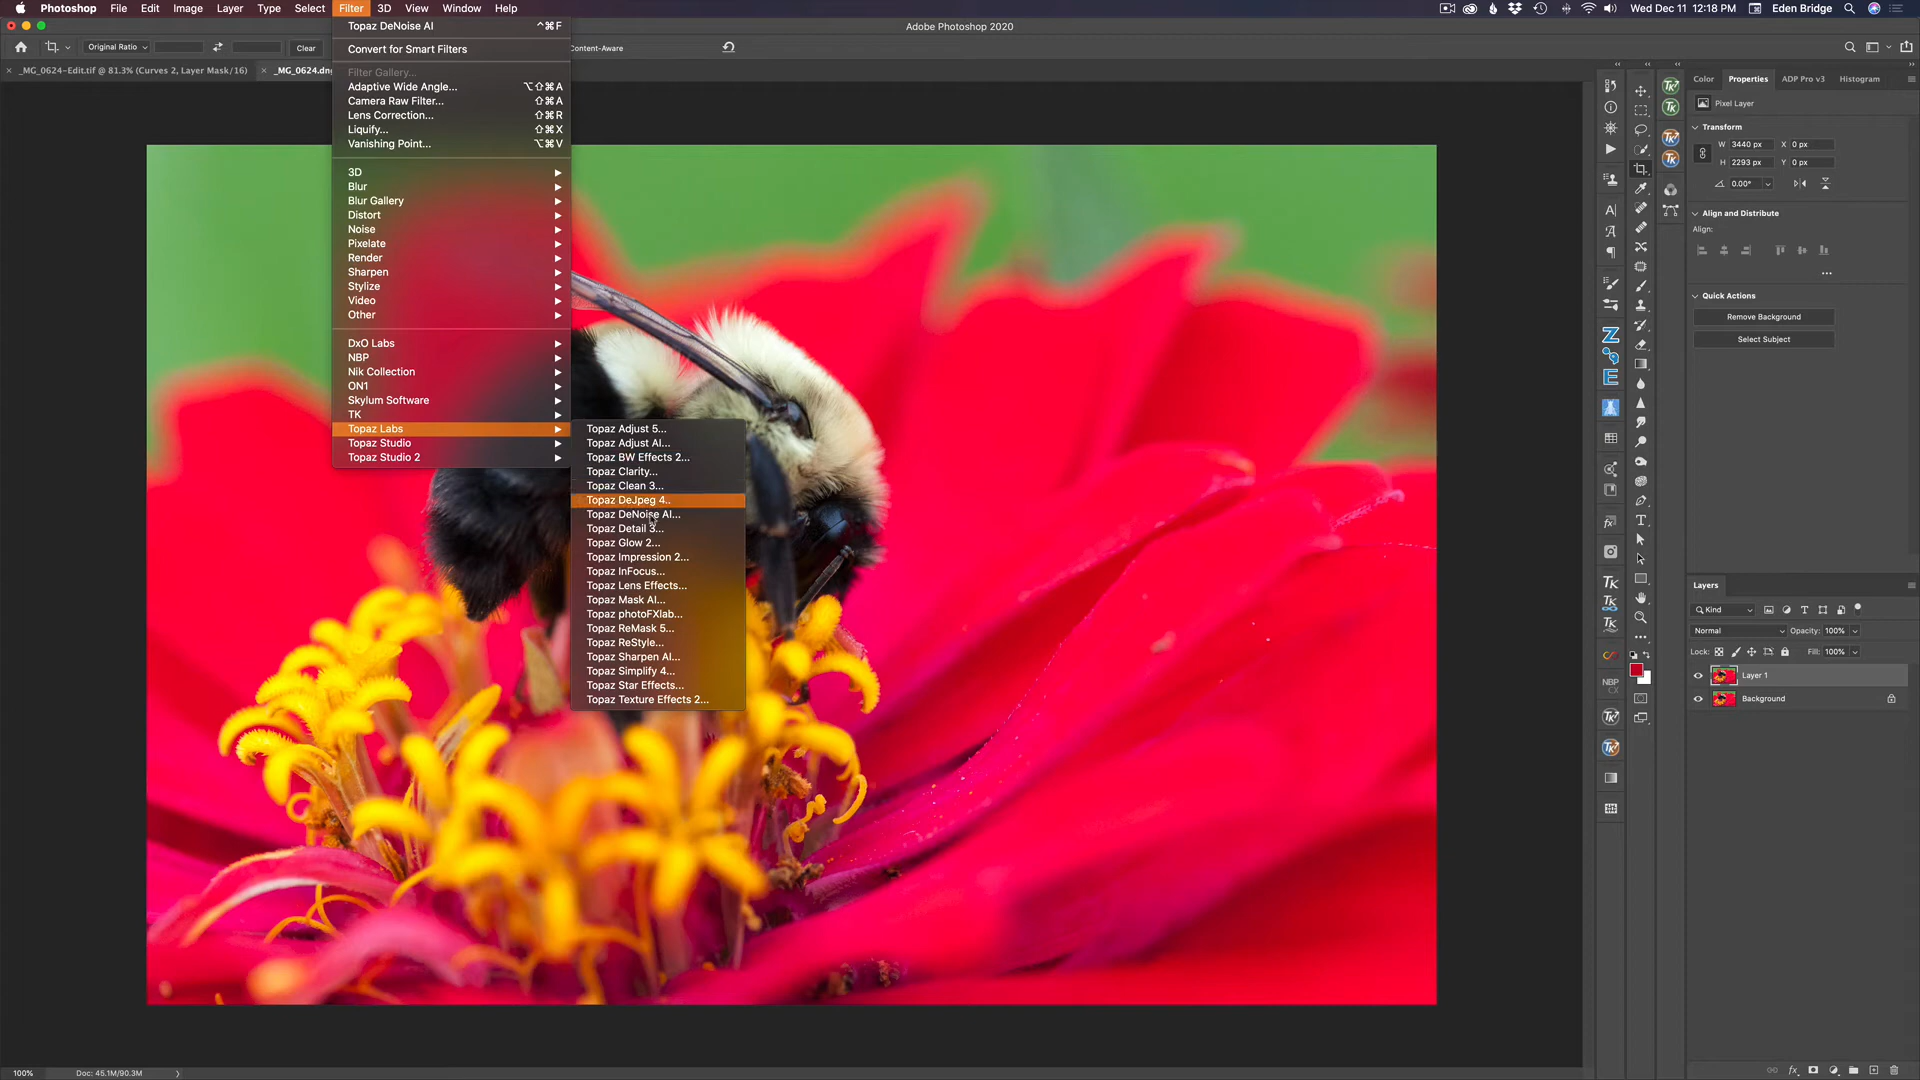 Photoshop File Edit Image Layer Type Select Filter 3D View Window Help Wed Dec 11 12:18 PM Eden Bridge
Adobe Photoshop 2020
Original Ratio Clear Content-Aware
_MG_0624-Edit.tif @ 81.3% (Curves 2, Layer Mask/16) _MG_0624.dng
Topaz DeNoise AI ^⌘F
Convert for Smart Filters
Filter Gallery...
Adaptive Wide Angle... ⌥⇧⌘A
Camera Raw Filter... ⇧⌘A
Lens Correction... ⇧⌘R
Liquify... ⇧⌘X
Vanishing Point... ⌥⌘V
3D
Blur
Blur Gallery
Distort
Noise
Pixelate
Render
Sharpen
Stylize
Video
Other
DxO Labs
NBP
Nik Collection
ON1
Skylum Software
TK
Topaz Labs
Topaz Studio
Topaz Studio 2
Topaz Adjust 5...
Topaz Adjust AI...
Topaz BW Effects 2...
Topaz Clarity...
Topaz Clean 3...
Topaz DeJpeg 4..
Topaz DeNoise AI...
Topaz Detail 3...
Topaz Glow 2...
Topaz Impression 2...
Topaz InFocus...
Topaz Lens Effects...
Topaz Mask AI...
Topaz photoFXlab...
Topaz ReMask 5...
Topaz ReStyle...
Topaz Sharpen AI...
Topaz Simplify 4...
Topaz Star Effects...
Topaz Texture Effects 2...
Color Properties ADP Pro v3 Histogram
Pixel Layer
Transform
W 3440 px X 0 px
H 2293 px Y 0 px
0.00°
Align and Distribute
Align:
Quick Actions
Remove Background
Select Subject
Layers
Kind
Normal Opacity: 100%
Lock: Fill: 100%
Layer 1
Background
100% Doc: 45.1M/90.3M